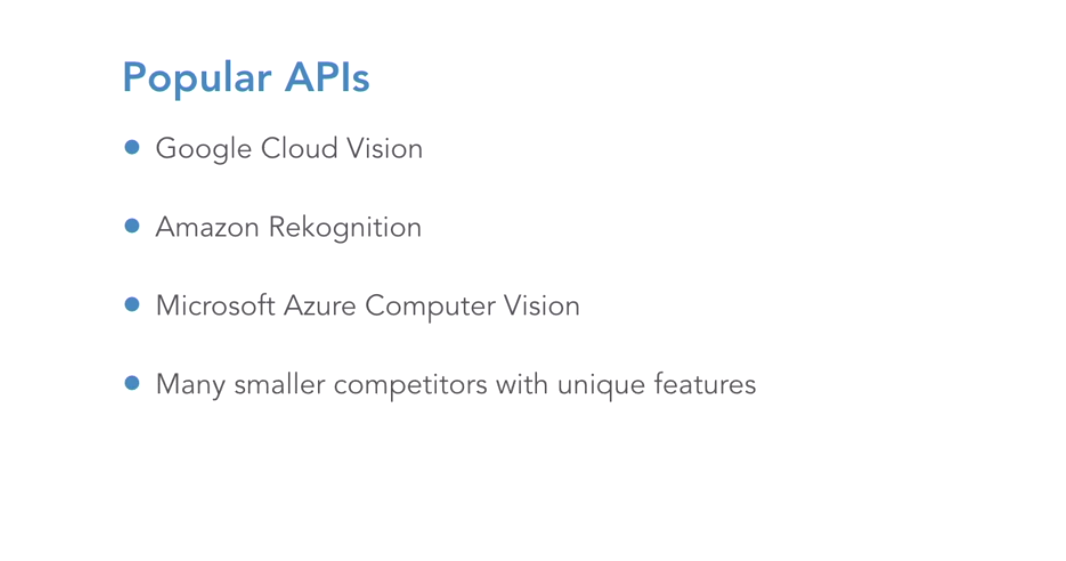 Popular APIs
Google Cloud Vision
Amazon Rekognition
Microsoft Azure Computer Vision
Many smaller competitors with unique features